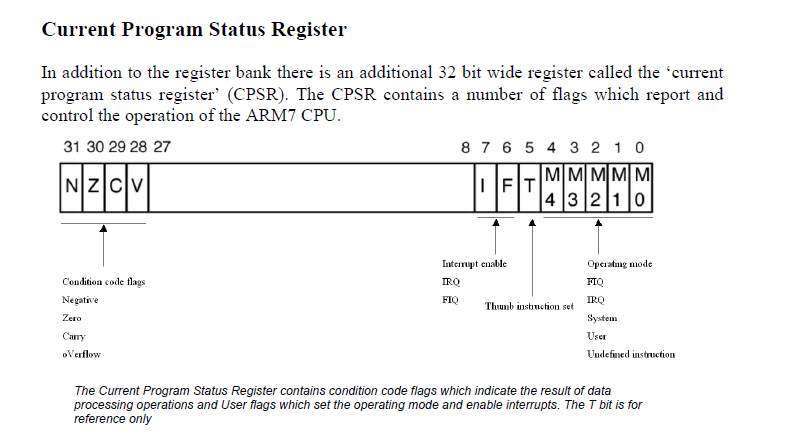 Current Program Status Register
In addition to the register bank there is an additional 32 bit wide register called the ‘current
program status register’ (CPSR). The CPSR contains a number of flags which report and
control the operation of the ARM7 CPU.
31 30 29 28 27 8 7 6 5 4 3 2 1 0
N Z C V I F T M4 M3 M2 M1 M0
Interrupt enable Operating mode
Condition code flags IRQ FIQ
Negative FIQ Thumb instruction set IRQ
Zero System
Carry User
oVerflow Undefined instruction
The Current Program Status Register contains condition code flags which indicate the result of data
processing operations and User flags which set the operating mode and enable interrupts. The T bit is for
reference only